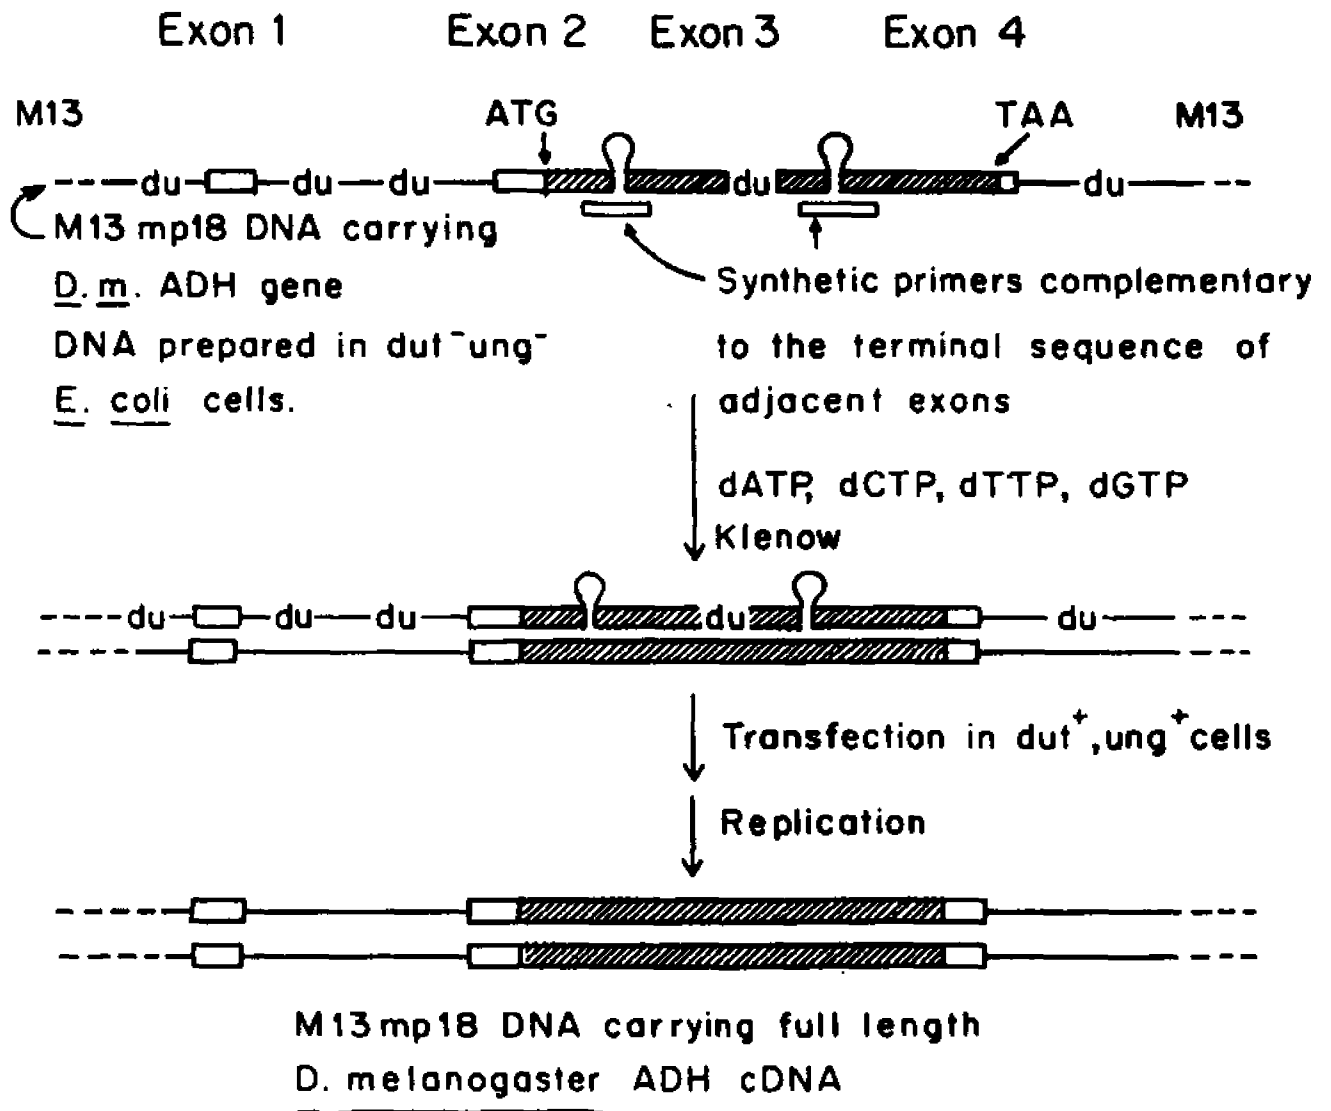 Exon 1 Exon 2 Exon 3 Exon 4
M13 ATG TAA M13
du du du du du
M13 mp18 DNA carrying
D.m. ADH gene
DNA prepared in dut⁻ung⁻
E. coli cells.
Synthetic primers complementary
to the terminal sequence of
adjacent exons
dATP, dCTP, dTTP, dGTP
Klenow
du du du du du
Transfection in dut⁺,ung⁺cells
Replication
M13mp18 DNA carrying full length
D. melanogaster ADH cDNA